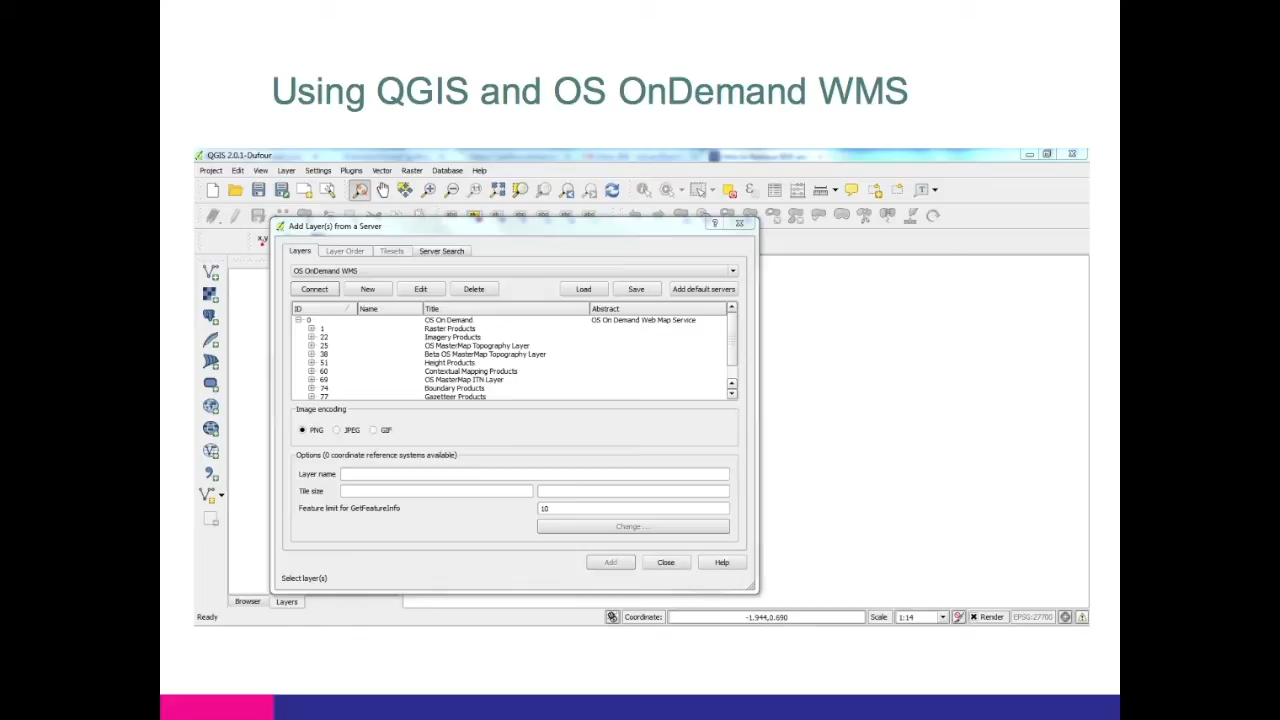 Using QGIS and OS OnDemand WMS
QGIS 2.0.1-Dufour
Project Edit View Layer Settings Plugins Vector Raster Database Help
Add Layer(s) from a Server
Layers Layer Order Tilesets Server Search
OS OnDemand WMS
Connect New Edit Delete Load Save Add default servers
ID Name Title Abstract
0 OS On Demand OS On Demand Web Map Service
1 Raster Products
22 Imagery Products
25 OS MasterMap Topography Layer
38 Beta OS MasterMap Topography Layer
51 Height Products
60 Contextual Mapping Products
69 OS MasterMap ITN Layer
74 Boundary Products
77 Gazetteer Products
Image encoding
PNG JPEG GIF
Options (0 coordinate reference systems available)
Layer name
Tile size
Feature limit for GetFeatureInfo 10
Change ...
Add Close Help
Select layer(s)
Browser Layers
Ready Coordinate: -1.944,0.690 Scale 1:14 Render EPSG:27700